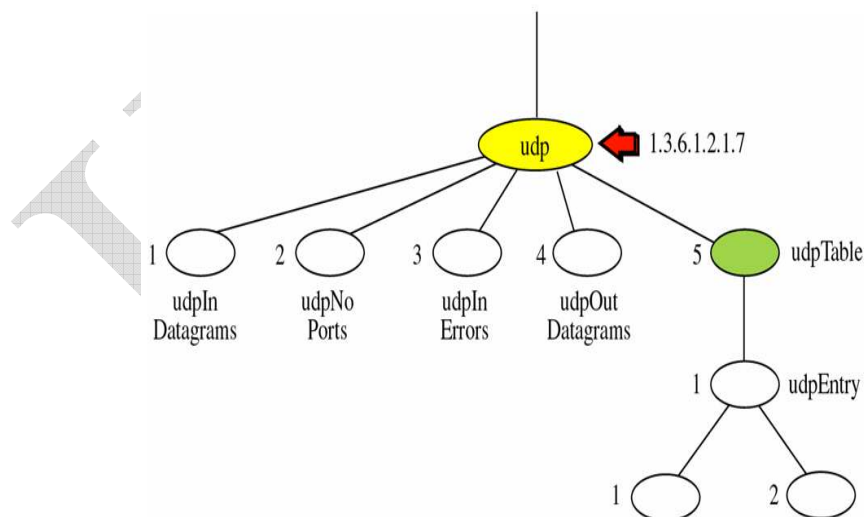 udp
1.3.6.1.2.1.7
1
2
3
4
5
udpTable
udpIn
Datagrams
udpNo
Ports
udpIn
Errors
udpOut
Datagrams
1
udpEntry
1
2